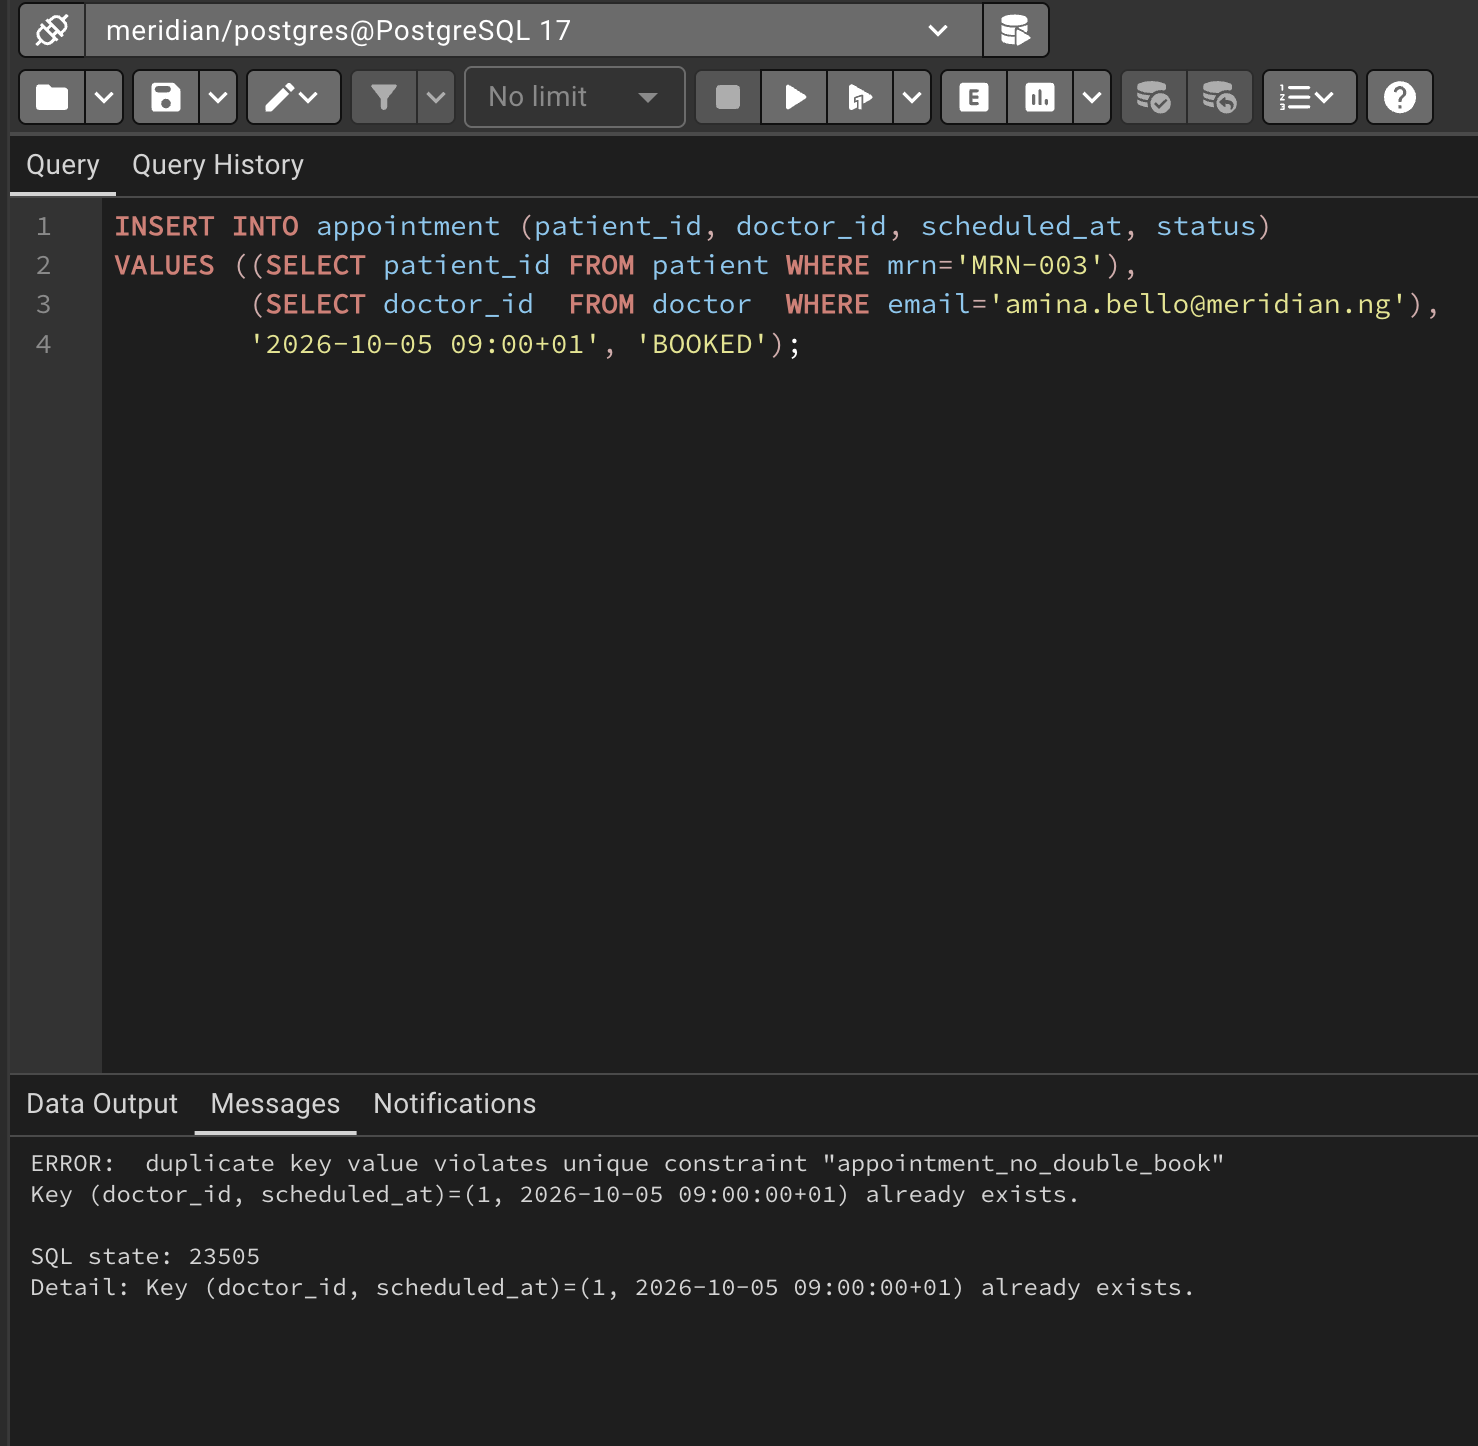 meridian/postgres@PostgreSQL 17
No limit
E
Query Query History
1 INSERT INTO appointment (patient_id, doctor_id, scheduled_at, status)
2 VALUES ((SELECT patient_id FROM patient WHERE mrn='MRN-003'),
3         (SELECT doctor_id  FROM doctor  WHERE email='amina.bello@meridian.ng'),
4         '2026-10-05 09:00+01', 'BOOKED');
Data Output Messages Notifications
ERROR:  duplicate key value violates unique constraint "appointment_no_double_book"
Key (doctor_id, scheduled_at)=(1, 2026-10-05 09:00:00+01) already exists.
SQL state: 23505
Detail: Key (doctor_id, scheduled_at)=(1, 2026-10-05 09:00:00+01) already exists.